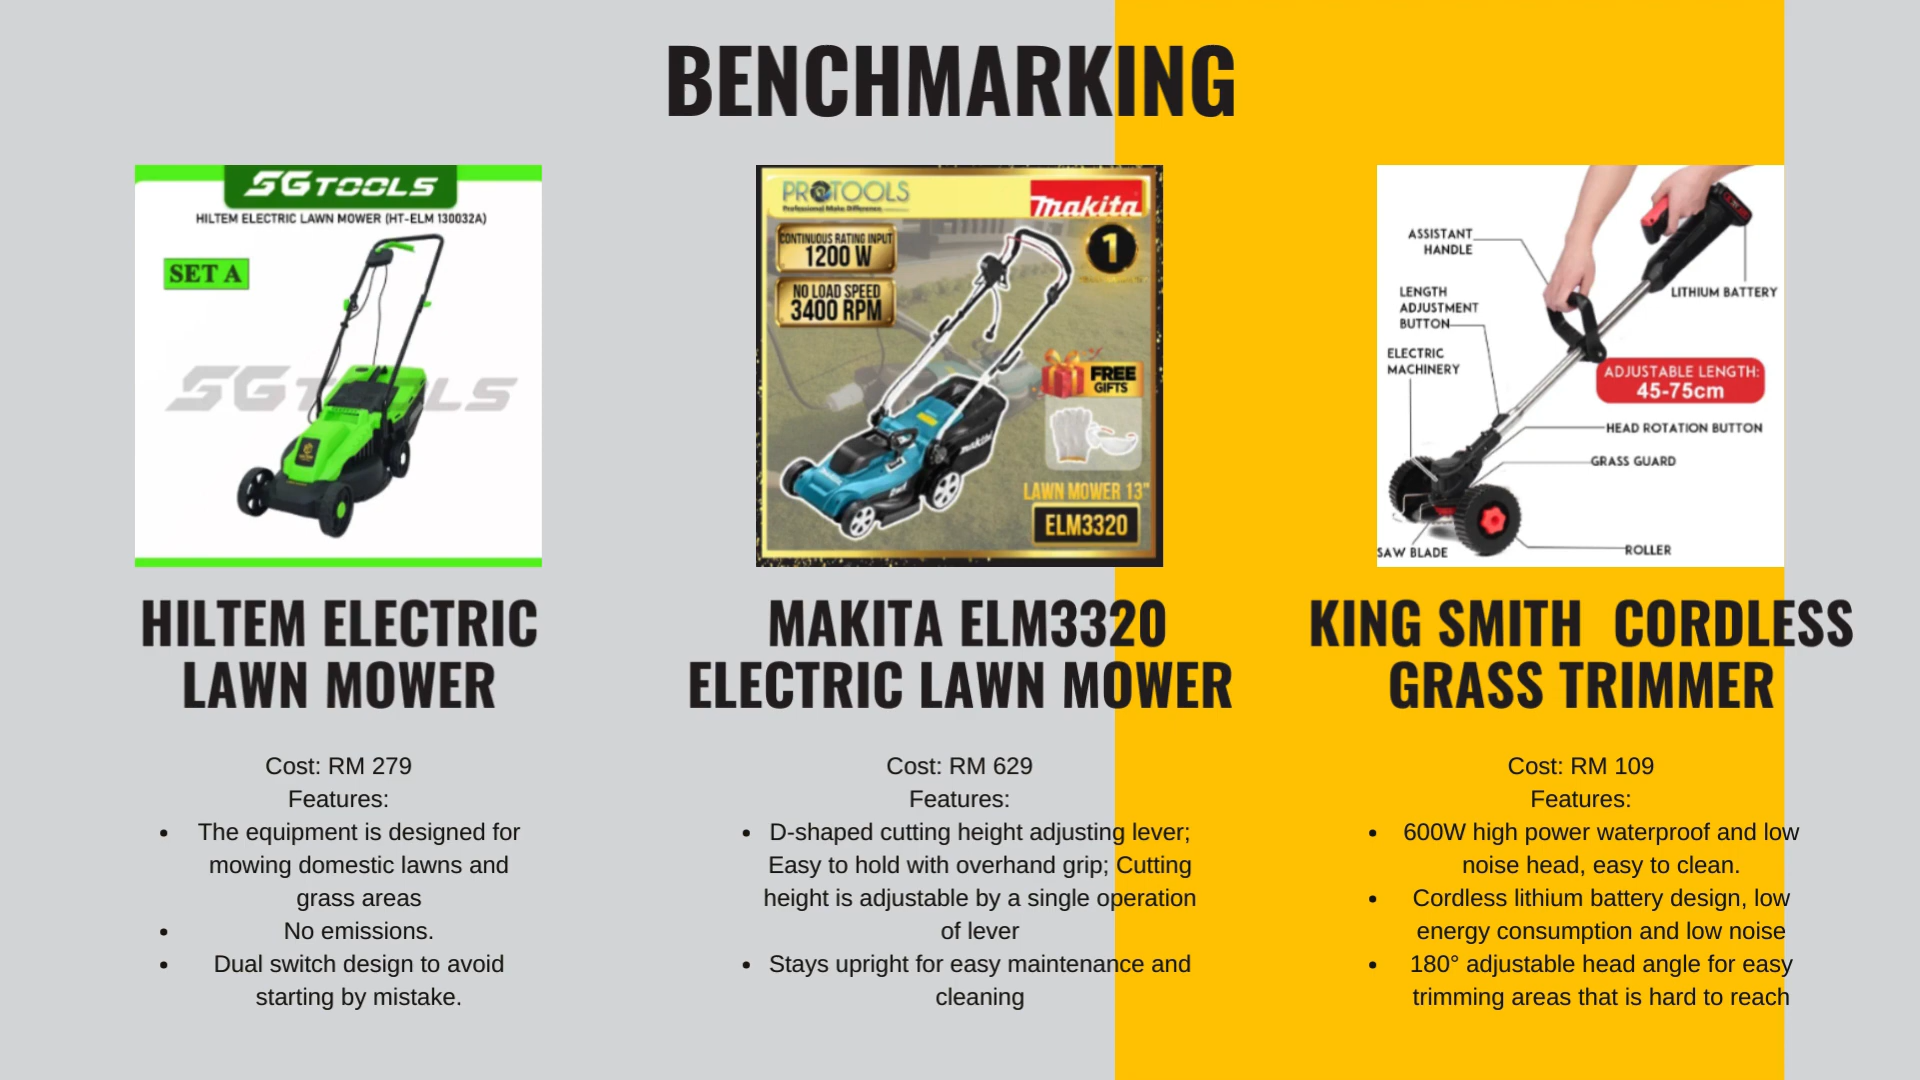 BENCHMARKING
SGTOOLS
HILTEM ELECTRIC LAWN MOWER (HT-ELM 130032A)
SET A
SGTOOLS
PROTOOLS
Professional Make Difference
makita
CONTINUOUS RATING INPUT
1200 W
NO LOAD SPEED
3400 RPM
1
FREE
GIFTS
makita
LAWN MOWER 13"
ELM3320
ASSISTANT
HANDLE
LENGTH
ADJUSTMENT
BUTTON
ELECTRIC
MACHINERY
LITHIUM BATTERY
ADJUSTABLE LENGTH:
45-75cm
HEAD ROTATION BUTTON
GRASS GUARD
SAW BLADE
ROLLER
HILTEM ELECTRIC
LAWN MOWER
Cost: RM 279
Features:
• The equipment is designed for
mowing domestic lawns and
grass areas
• No emissions.
• Dual switch design to avoid
starting by mistake.
MAKITA ELM3320
ELECTRIC LAWN MOWER
Cost: RM 629
Features:
• D-shaped cutting height adjusting lever;
Easy to hold with overhand grip; Cutting
height is adjustable by a single operation
of lever
• Stays upright for easy maintenance and
cleaning
KING SMITH  CORDLESS
GRASS TRIMMER
Cost: RM 109
Features:
• 600W high power waterproof and low
noise head, easy to clean.
• Cordless lithium battery design, low
energy consumption and low noise
• 180° adjustable head angle for easy
trimming areas that is hard to reach